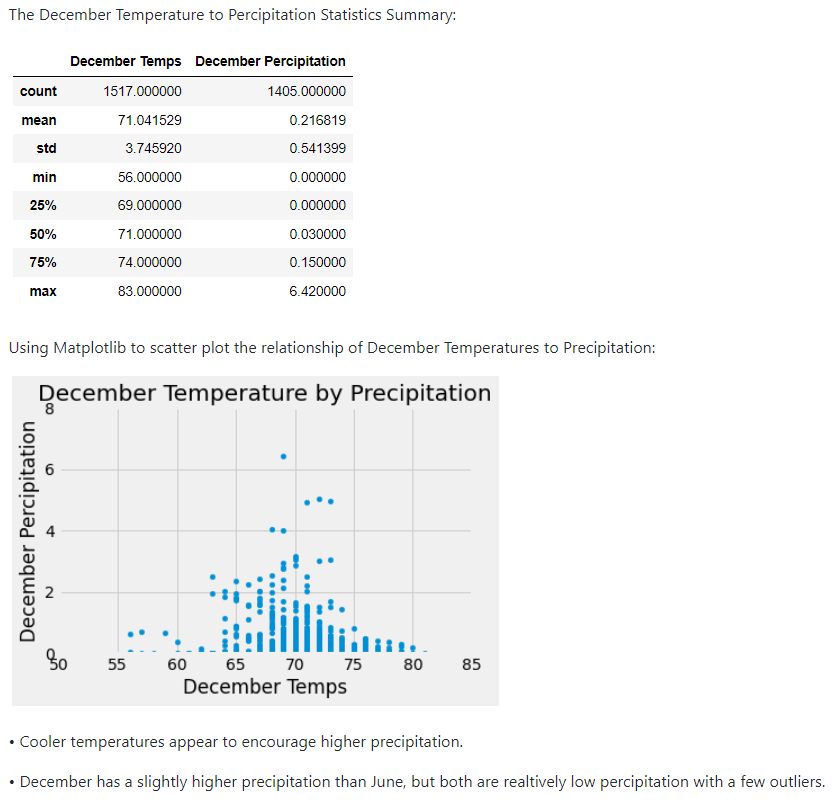 The December Temperature to Percipitation Statistics Summary:
December Temps December Percipitation
count 1517.000000 1405.000000
mean 71.041529 0.216819
std 3.745920 0.541399
min 56.000000 0.000000
25% 69.000000 0.000000
50% 71.000000 0.030000
75% 74.000000 0.150000
max 83.000000 6.420000
Using Matplotlib to scatter plot the relationship of December Temperatures to Precipitation:
December Temperature by Precipitation
December Percipitation
8
6
4
2
0
50 55 60 65 70 75 80 85
December Temps
• Cooler temperatures appear to encourage higher precipitation.
• December has a slightly higher precipitation than June, but both are realtively low percipitation with a few outliers.